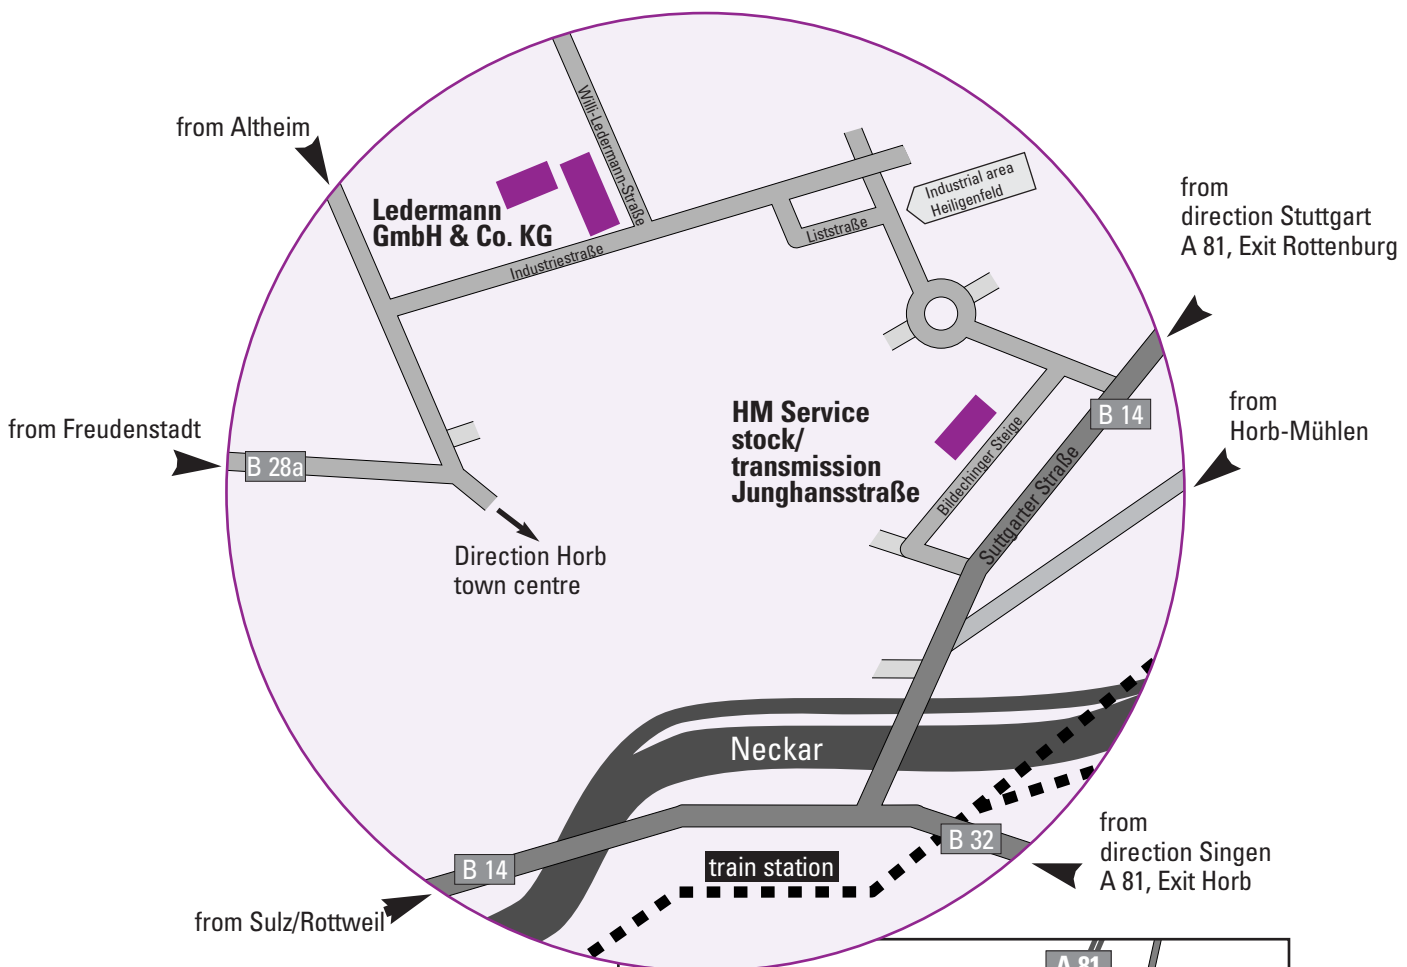 from Altheim
Willi-Ledermann-Straße
Industrial area
Heiligenfeld
from
direction Stuttgart
A 81, Exit Rottenburg
Ledermann
GmbH & Co. KG
Industriestraße
Liststraße
from Freudenstadt
B 28a
HM Service
stock/
transmission
Junghansstraße
Bildechinger Steige
B 14
Suttgarter Straße
from
Horb-Mühlen
Direction Horb
town centre
Neckar
B 14
train station
B 32
from
direction Singen
A 81, Exit Horb
from Sulz/Rottweil
A 81